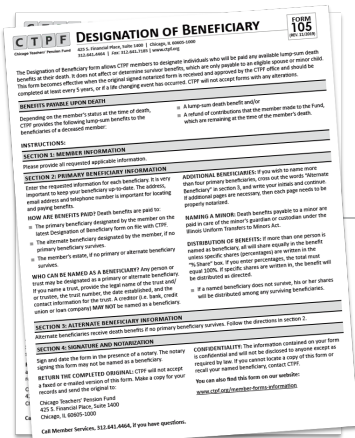 CTPF
Chicago Teachers' Pension Fund
DESIGNATION OF BENEFICIARY
425 S. Financial Place, Suite 1400 | Chicago, IL 60605-1000
312.641.4464 | Fax: 312.641.7185 | www.ctpf.org
FORM
105
(REV. 11/2019)
The Designation of Beneficiary form allows CTPF members to designate individuals who will be paid any available lump-sum death
benefits at their death. It does not affect or determine survivor benefits, which are only payable to an eligible spouse or minor child.
This form becomes effective when the original signed notarized form is received and approved by the CTPF office and should be
completed at least every 5 years, or if a life changing event has occurred. CTPF will not accept forms with any alterations.
BENEFITS PAYABLE UPON DEATH
Depending on the member's status at the time of death,
CTPF provides the following lump-sum benefits to the
beneficiaries of a deceased member:
■ A lump-sum death benefit and/or
■ A refund of contributions that the member made to the Fund,
which are remaining at the time of the member's death.
INSTRUCTIONS:
SECTION 1: MEMBER INFORMATION
Please provide all requested applicable information.
SECTION 2: PRIMARY BENEFICIARY INFORMATION
Enter the requested information for each beneficiary. It is very
important to keep your beneficiary up-to-date. The address,
email address and telephone number is important for locating
and paying benefits.
HOW ARE BENEFITS PAID? Death benefits are paid to:
■ The primary beneficiary designated by the member on the
latest Designation of Beneficiary form on file with CTPF.
■ The alternate beneficiary designated by the member, if no
primary beneficiary survives.
■ The member's estate, if no primary or alternate beneficiary
survives.
WHO CAN BE NAMED AS A BENEFICIARY? Any person or
trust may be designated as a primary or alternate beneficiary.
If you name a trust, provide the legal name of the trust and/
or trustee, the trust number, the date established, and the
contact information for the trust. A creditor (i.e. bank, credit
union or loan company) MAY NOT be named as a beneficiary.
ADDITIONAL BENEFICIARIES: If you wish to name more
than four primary beneficiaries, cross out the words "Alternate
Beneficiary" in section 3, and write your initials and continue.
If additional pages are necessary, then each page needs to be
properly notarized.
NAMING A MINOR: Death benefits payable to a minor are
paid in care of the minor's guardian or custodian under the
Illinois Uniform Transfers to Minors Act.
DISTRIBUTION OF BENEFITS: If more than one person is
named as beneficiary, all will share equally in the benefit
unless specific shares (percentages) are written in the
"% Share" box. If you enter percentages, the total must
equal 100%. If specific shares are written in, the benefit will
be distributed as directed.
■ If a named beneficiary does not survive, his or her shares
will be distributed among any surviving beneficiaries.
SECTION 3: ALTERNATE BENEFICIARY INFORMATION
Alternate beneficiaries receive death benefits if no primary beneficiary survives. Follow the directions in section 2.
SECTION 4: SIGNATURE AND NOTARIZATION
Sign and date the form in the presence of a notary. The notary
signing this form may not be named as a beneficiary.
RETURN THE COMPLETED ORIGINAL: CTPF will not accept
a faxed or e-mailed version of this form. Make a copy for your
records and send the original to:
Chicago Teachers' Pension Fund
425 S. Financial Place, Suite 1400
Chicago, IL 60605-1000
CONFIDENTIALITY: The information contained on your form
is confidential and will not be disclosed to anyone except as
required by law. If you cannot locate a copy of this form or
recall your named beneficiary, contact CTPF.
You can also find this form on our website:
www.ctpf.org/member-forms-information
Call Member Services, 312.641.4464, if you have questions.